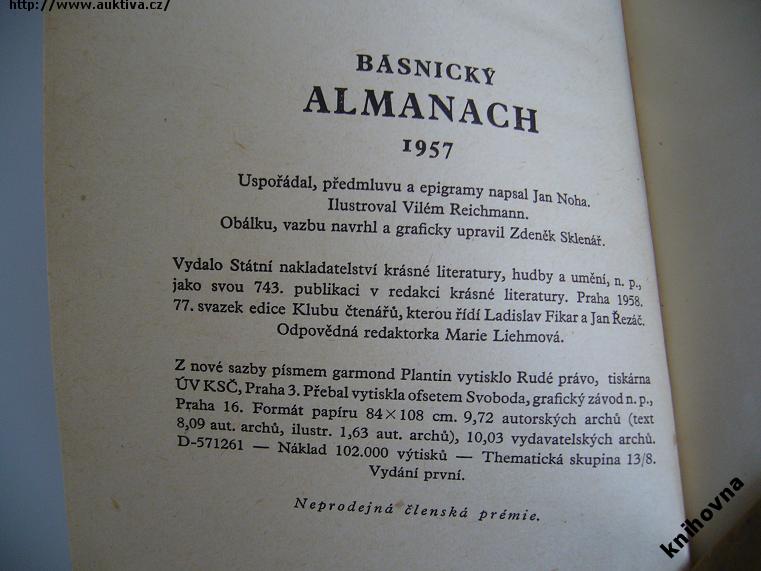 http://www.auktiva.cz/
BÁSNICKÝ
ALMANACH
1957
Uspořádal, předmluvu a epigramy napsal Jan Noha.
Ilustroval Vilém Reichmann.
Obálku, vazbu navrhl a graficky upravil Zdeněk Sklenář.
Vydalo Státní nakladatelství krásné literatury, hudby a umění, n. p.,
jako svou 743. publikaci v redakci krásné literatury. Praha 1958.
77. svazek edice Klubu čtenářů, kterou řídí Ladislav Fikar a Jan Řezáč.
Odpovědná redaktorka Marie Liehmová.
Z nové sazby písmem garmond Plantin vytisklo Rudé právo, tiskárna
ÚV KSČ, Praha 3. Přebal vytiskla ofsetem Svoboda, grafický závod n. p.,
Praha 16. Formát papíru 84×108 cm. 9,72 autorských archů (text
8,09 aut. archů, ilustr. 1,63 aut. archů), 10,03 vydavatelských archů.
D-571261 — Náklad 102.000 výtisků — Thematická skupina 13/8.
Vydání první.
Neprodejná členská prémie.
knihovna